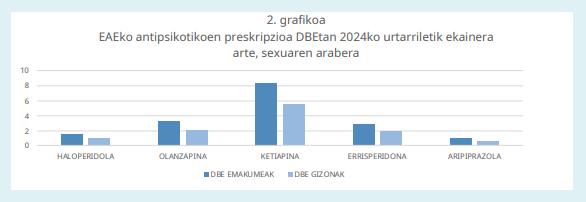 2. grafikoa
EAEko antipsikotikoen preskripzioa DBEtan 2024ko urtarriletik ekainera
arte, sexuaren arabera
10
8
6
4
2
0
HALOPERIDOLA OLANZAPINA KETIAPINA ERRISPERIDONA ARIPIPRAZOLA
DBE EMAKUMEAK DBE GIZONAK